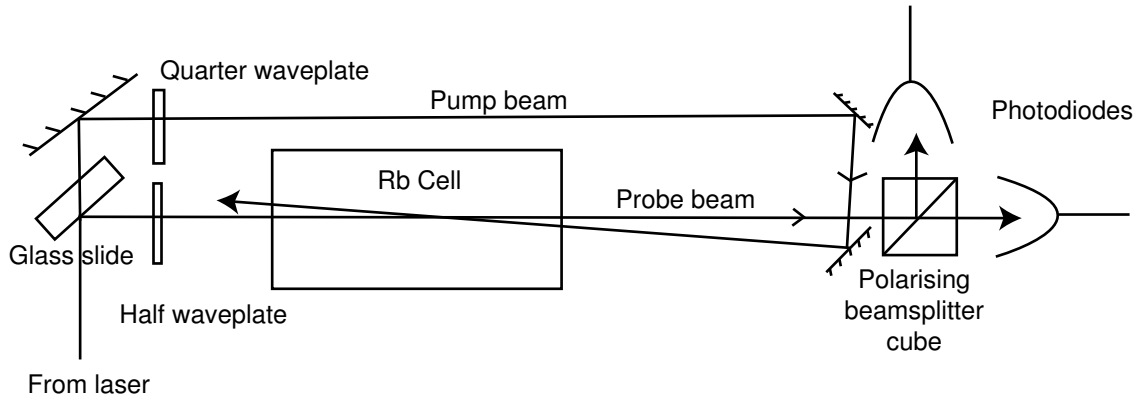 Quarter waveplate
Pump beam
Photodiodes
Rb Cell
Probe beam
Glass slide
Polarising
beamsplitter
cube
Half waveplate
From laser